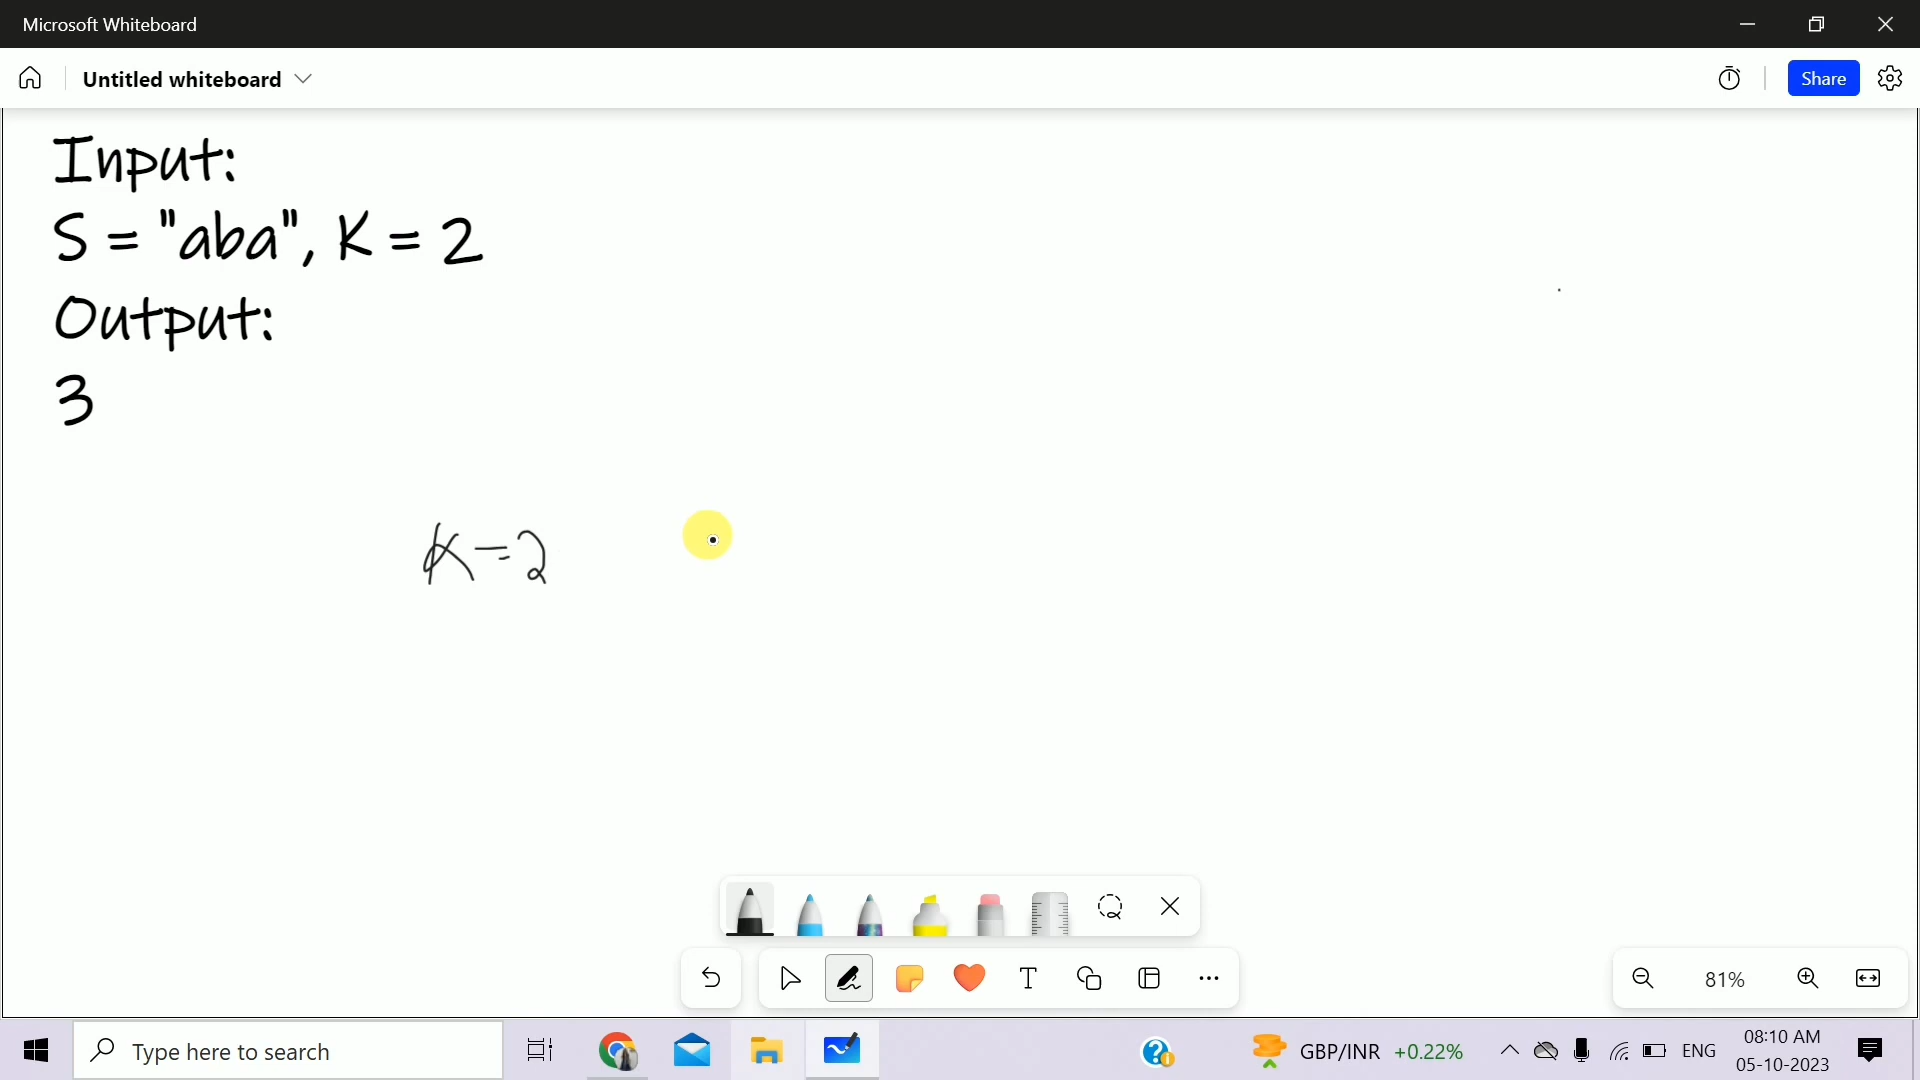 Microsoft Whiteboard
Untitled whiteboard
Share
Input:
S = "aba", K = 2
Output:
3
K=2
81%
Type here to search
GBP/INR +0.22%
ENG
08:10 AM
05-10-2023